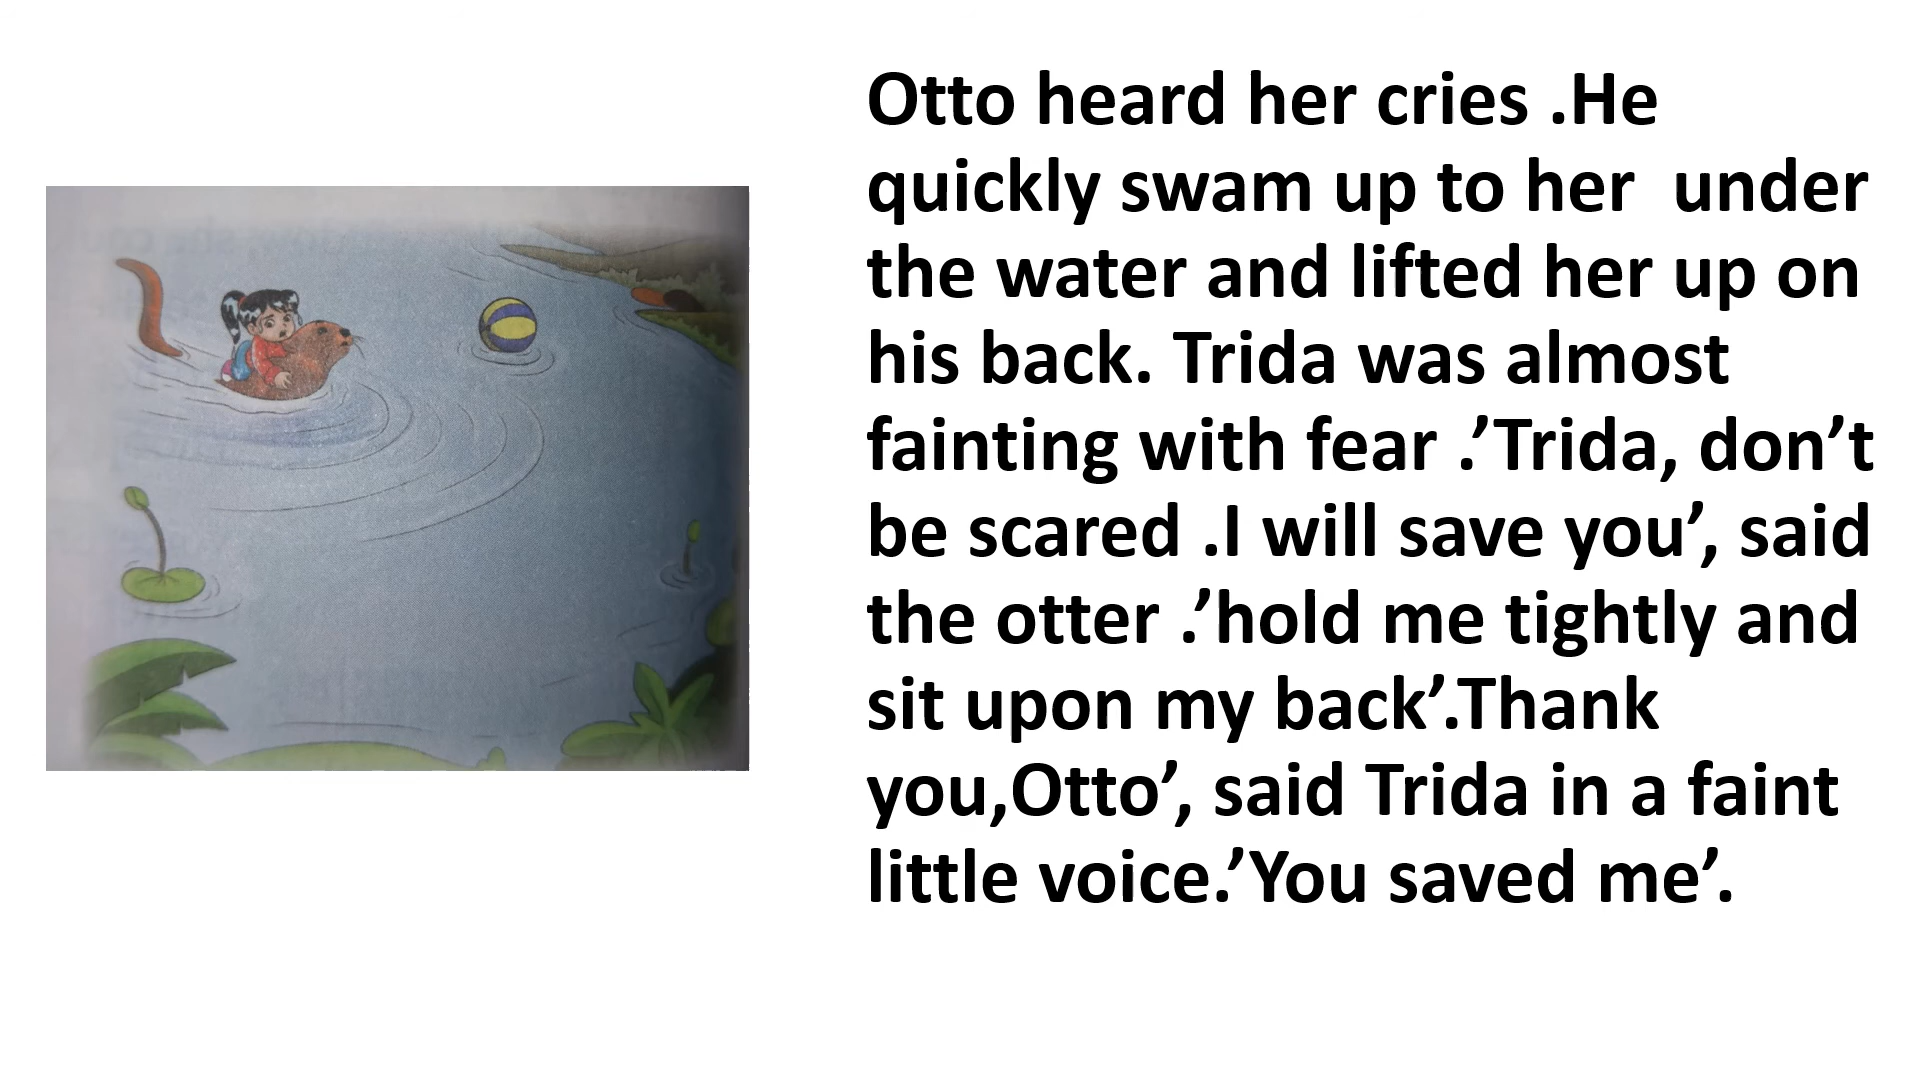 Otto heard her cries .He
quickly swam up to her  under
the water and lifted her up on
his back. Trida was almost
fainting with fear .’Trida, don’t
be scared .I will save you’, said
the otter .’hold me tightly and
sit upon my back’.Thank
you,Otto’, said Trida in a faint
little voice.’You saved me’.